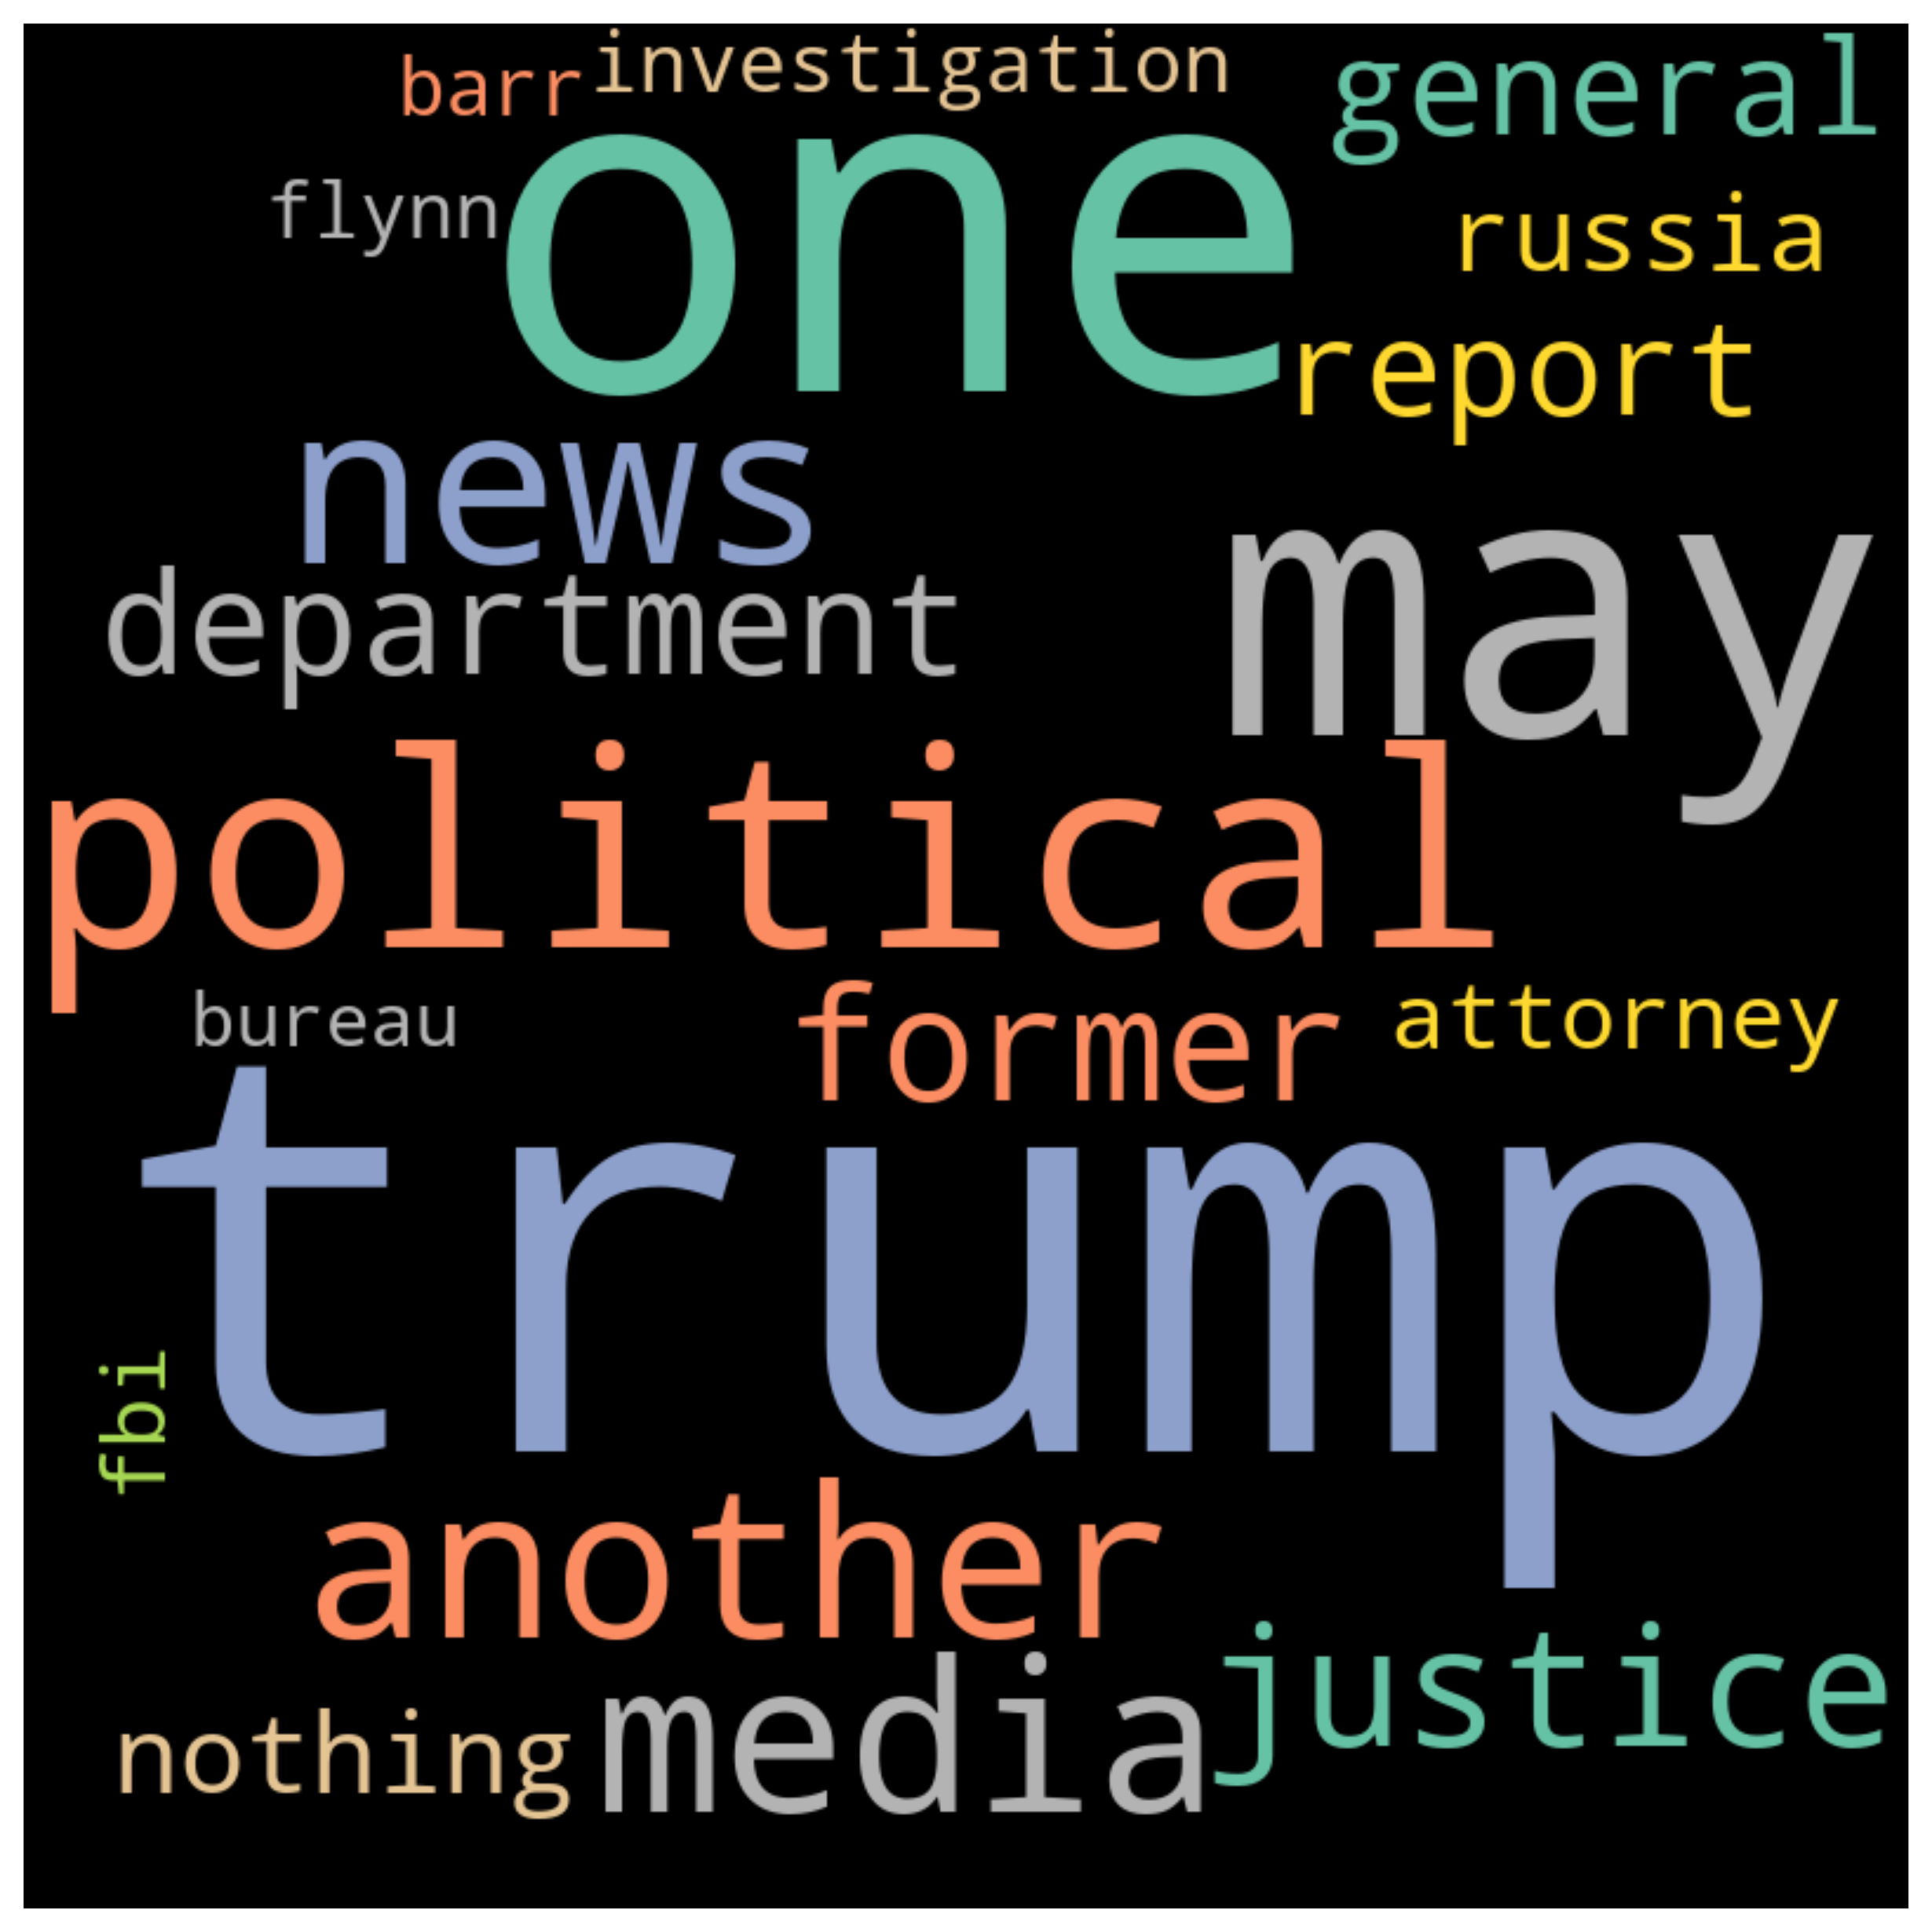 barr investigation general
flynn one russia
report
news may
department
political
bureau former attorney
trump
fbi
another
nothing media justice